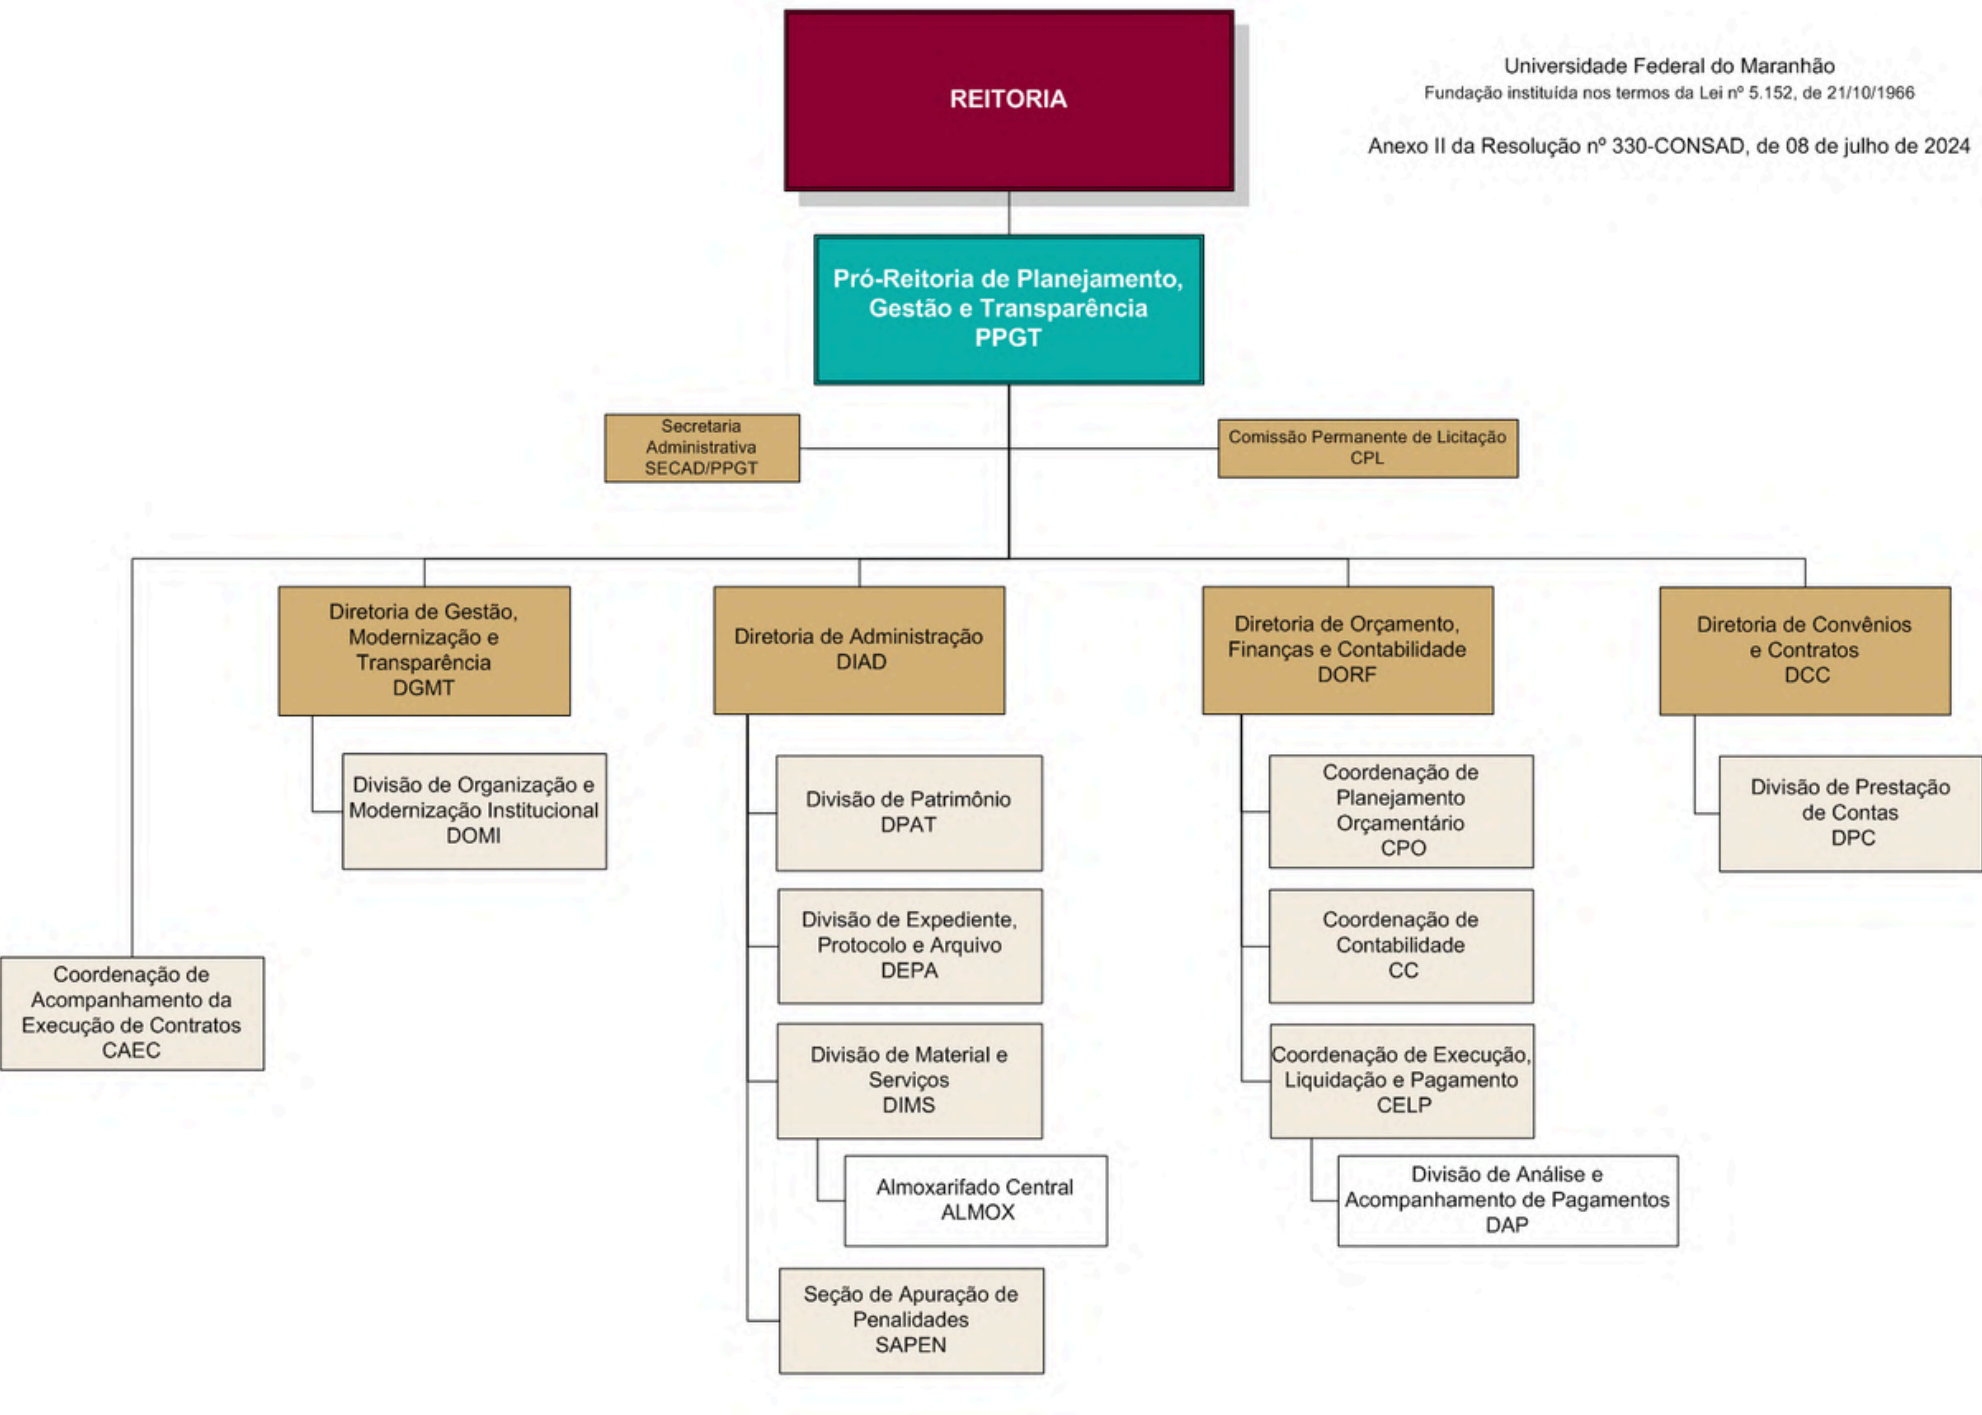 REITORIA
Universidade Federal do Maranhão
Fundação instituída nos termos da Lei nº 5.152, de 21/10/1966
Anexo II da Resolução nº 330-CONSAD, de 08 de julho de 2024
Pró-Reitoria de Planejamento,
Gestão e Transparência
PPGT
Secretaria
Administrativa
SECAD/PPGT
Comissão Permanente de Licitação
CPL
Diretoria de Gestão,
Modernização e
Transparência
DGMT
Diretoria de Administração
DIAD
Diretoria de Orçamento,
Finanças e Contabilidade
DORF
Diretoria de Convênios
e Contratos
DCC
Divisão de Organização e
Modernização Institucional
DOMI
Divisão de Patrimônio
DPAT
Coordenação de
Planejamento
Orçamentário
CPO
Divisão de Prestação
de Contas
DPC
Divisão de Expediente,
Protocolo e Arquivo
DEPA
Coordenação de
Contabilidade
CC
Coordenação de
Acompanhamento da
Execução de Contratos
CAEC
Divisão de Material e
Serviços
DIMS
Coordenação de Execução,
Liquidação e Pagamento
CELP
Almoxarifado Central
ALMOX
Divisão de Análise e
Acompanhamento de Pagamentos
DAP
Seção de Apuração de
Penalidades
SAPEN